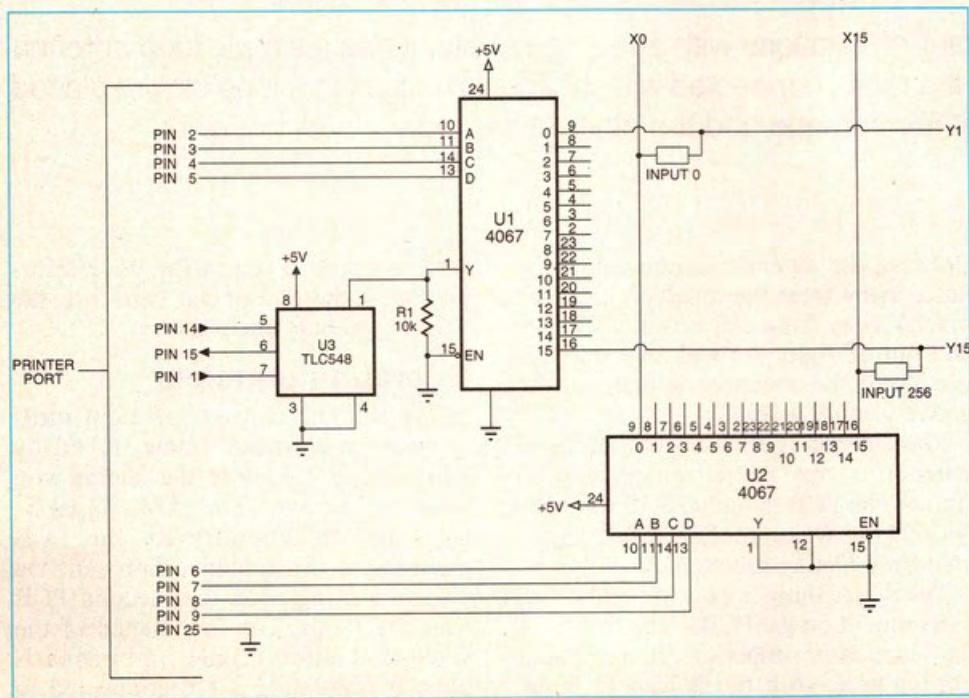 X0 X15
+5V
24
PIN 2 10 A
PIN 3 11 B
PIN 4 14 C
PIN 5 13 D
U1
4067
0 9 Y1
1 8
2 7
3 6
4 5
5 4
6 3
7 2
8 23
9 22
10 21
11 20
12 19
13 18
14 17
15 16 Y15
INPUT 0
1 Y
+5V
8 1
R1
10k
15 EN
PIN 14 5
PIN 15 6
PIN 1 7
U3
TLC548
3 4
PRINTER
PORT
INPUT 256
9 8 7 6 5 4 3 2 23 22 21 20 19 18 17 16
0 1 2 3 4 5 6 7 8 9 10 11 12 13 14 15
U2
4067
+5V 24
A B C D Y EN
10 11 14 13 1 12 15
PIN 6
PIN 7
PIN 8
PIN 9
PIN 25